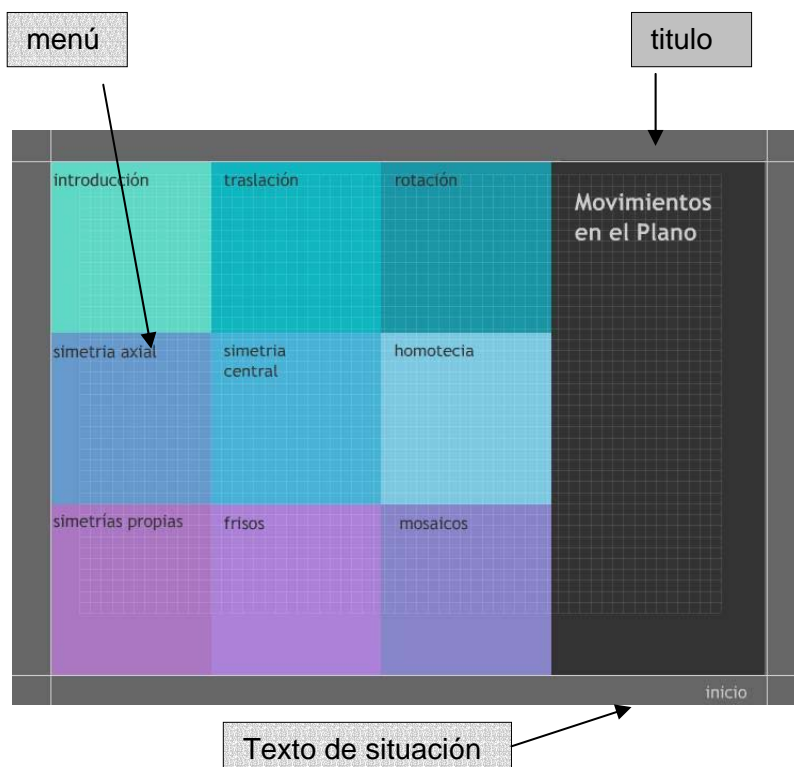 menú
titulo
introducción
traslación
rotación
Movimientos
en el Plano
simetria axial
simetria
central
homotecia
simetrías propias
frisos
mosaicos
inicio
Texto de situación